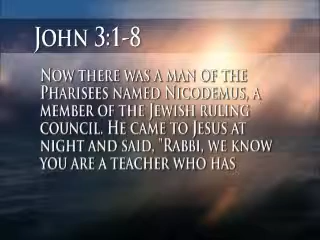 John 3:1-8
Now there was a man of the
Pharisees named Nicodemus, a
member of the Jewish ruling
council. He came to Jesus at
night and said, "Rabbi, we know
you are a teacher who has